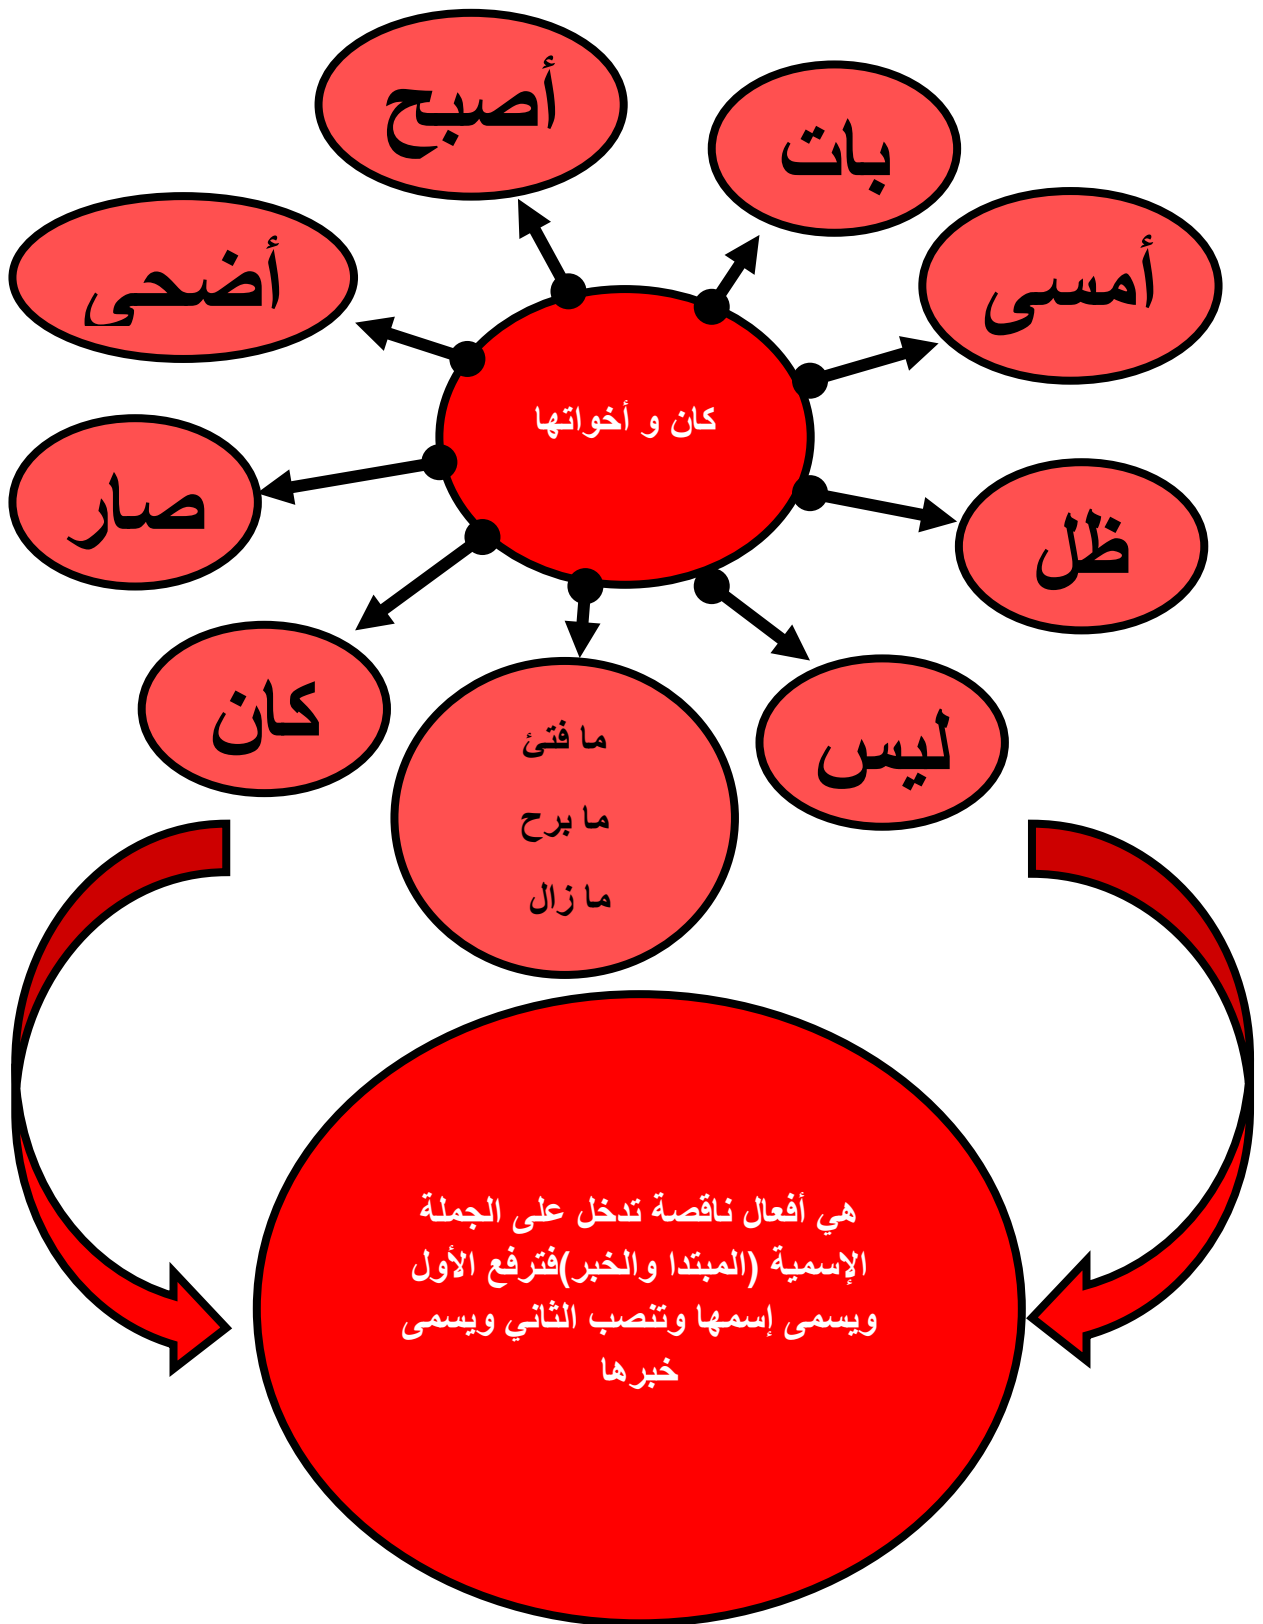 أصبح
بات
أمسى
أضحى
كان و أخواتها
صار
ظل
كان
ليس
ما فتئ
ما برح
ما زال
هي أفعال ناقصة تدخل على الجملة
الإسمية (المبتدا والخبر)فترفع الأول
ويسمى إسمها وتنصب الثاني ويسمى
خبرها